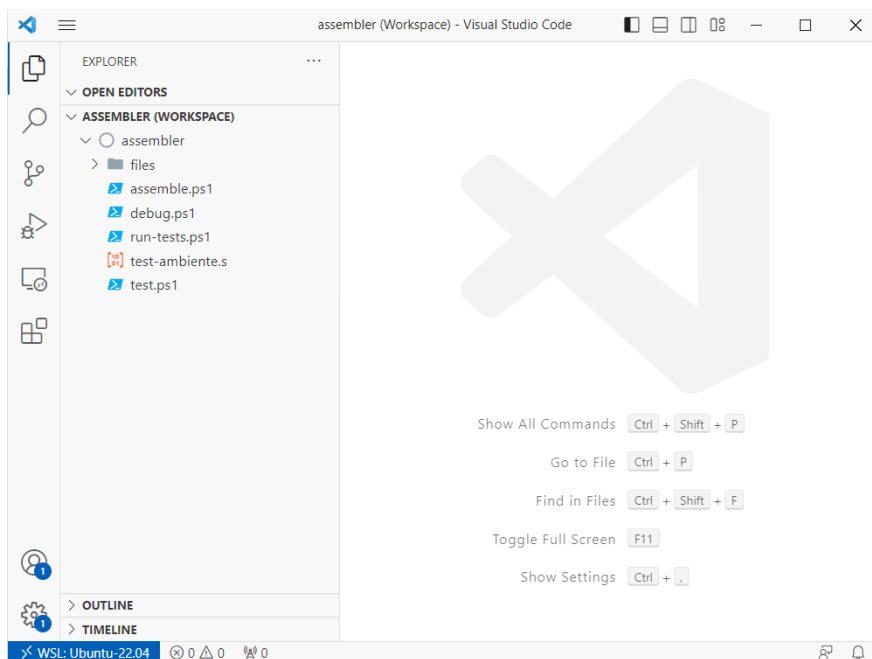 assembler (Workspace) - Visual Studio Code
EXPLORER
OPEN EDITORS
ASSEMBLER (WORKSPACE)
assembler
files
assemble.ps1
debug.ps1
run-tests.ps1
test-ambiente.s
test.ps1
Show All Commands Ctrl + Shift + P
Go to File Ctrl + P
Find in Files Ctrl + Shift + F
Toggle Full Screen F11
Show Settings Ctrl + ,
1
1
OUTLINE
TIMELINE
WSL: Ubuntu-22.04 0 0 0